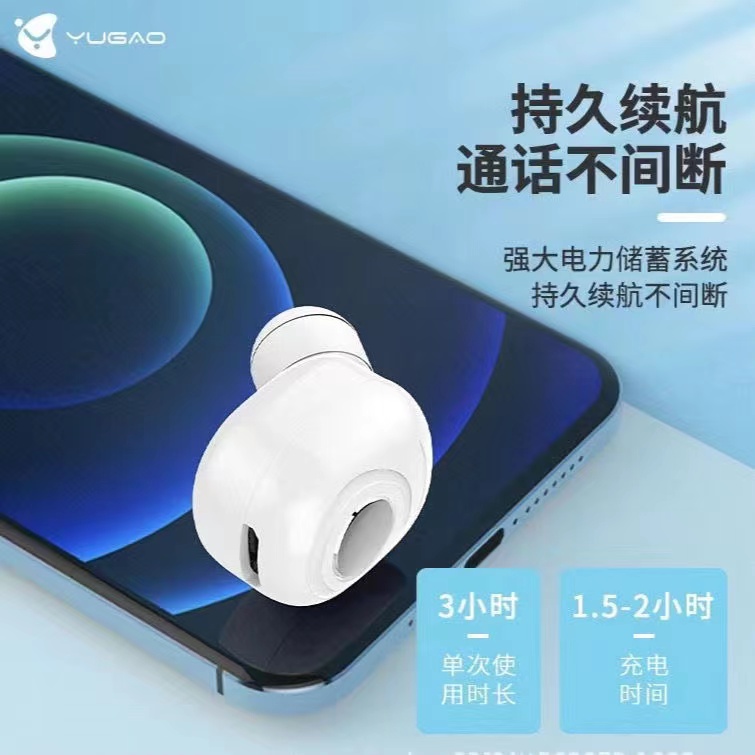 YUGAO
持久续航
通话不间断
强大电力储蓄系统
持久续航不间断
3小时
单次使
用时长
1.5-2小时
充电
时间